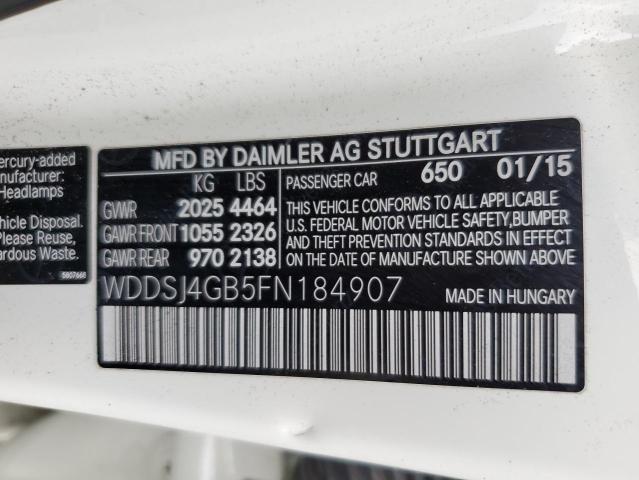 ercury-added
anufacturer:
Headlamps
ehicle Disposal.
Please Reuse,
ardous Waste.
MFD BY DAIMLER AG STUTTGART
KG LBS
GVWR 2025 4464
GAWR FRONT 1055 2326
GAWR REAR 970 2138
PASSENGER CAR 650 01/15
THIS VEHICLE CONFORMS TO ALL APPLICABLE
U.S. FEDERAL MOTOR VEHICLE SAFETY, BUMPER
AND THEFT PREVENTION STANDARDS IN EFFECT
ON DATE OF MANUFACTURE SHOWN ABOVE
WDDSJ4GB5FN184907
MADE IN HUNGARY